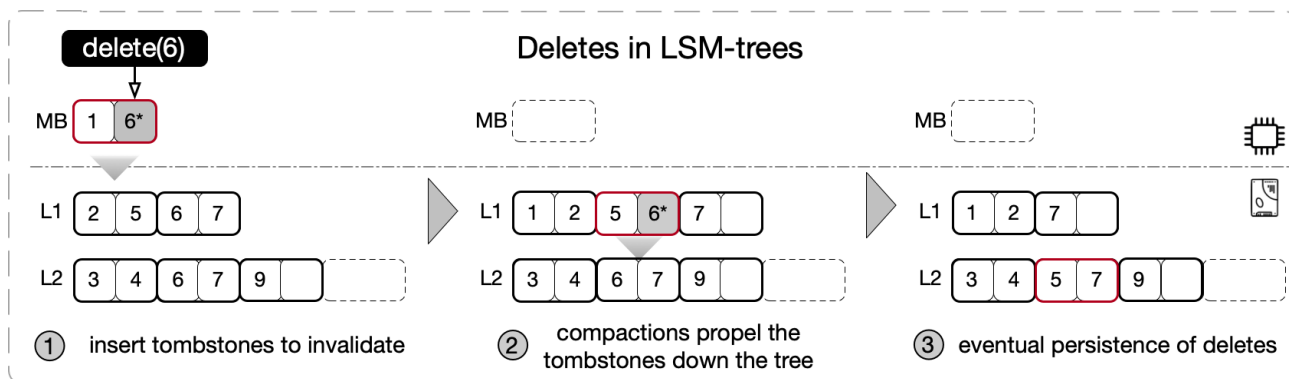 Deletes in LSM-trees
delete(6)
MB 1 6*
L1 2 5 6 7
L2 3 4 6 7 9
1 insert tombstones to invalidate
MB
L1 1 2 5 6* 7
L2 3 4 6 7 9
2 compactions propel the
tombstones down the tree
MB
L1 1 2 7
L2 3 4 5 7 9
3 eventual persistence of deletes